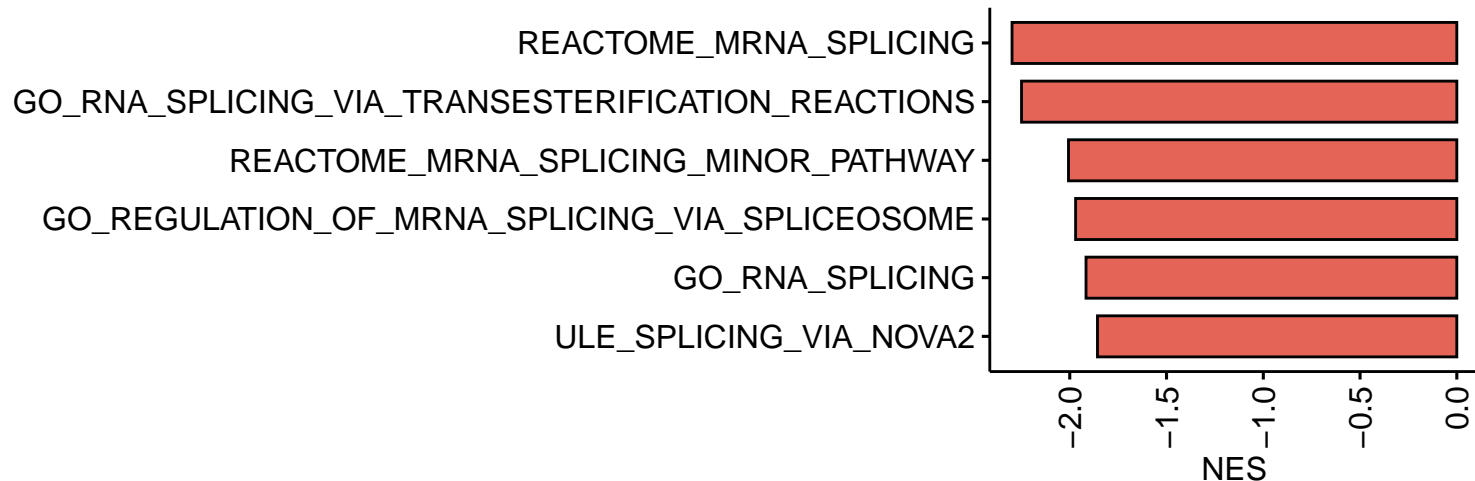 REACTOME_MRNA_SPLICING
GO_RNA_SPLICING_VIA_TRANSESTERIFICATION_REACTIONS
REACTOME_MRNA_SPLICING_MINOR_PATHWAY
GO_REGULATION_OF_MRNA_SPLICING_VIA_SPLICEOSOME
GO_RNA_SPLICING
ULE_SPLICING_VIA_NOVA2
−2.0
−1.5
−1.0
−0.5
0.0
NES